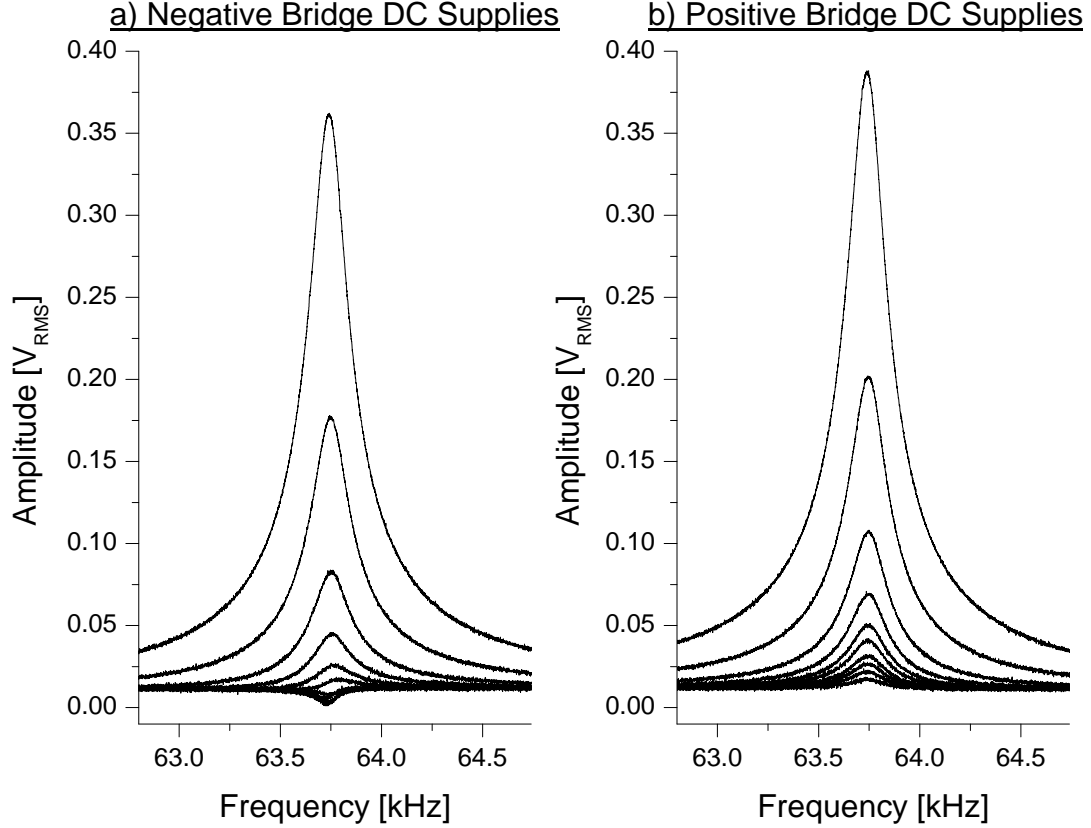 a) Negative Bridge DC Supplies
0.40
0.35
0.30
0.25
0.20
0.15
0.10
0.05
0.00
Amplitude [V_RMS]
63.0 63.5 64.0 64.5
Frequency [kHz]
b) Positive Bridge DC Supplies
0.40
0.35
0.30
0.25
0.20
0.15
0.10
0.05
0.00
Amplitude [V_RMS]
63.0 63.5 64.0 64.5
Frequency [kHz]